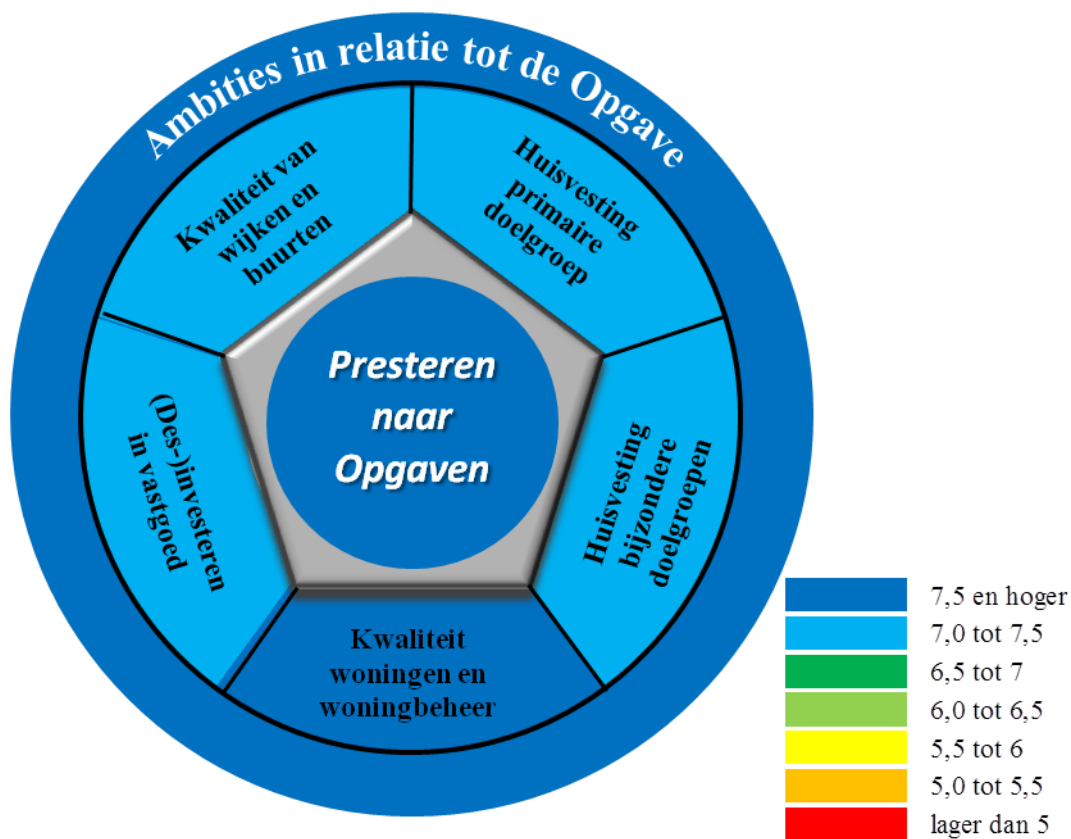 Ambities in relatie tot de Opgave
Kwaliteit van
wijken en
buurten
Huisvesting
primaire
doelgroep
(Des-)investeren
in vastgoed
Presteren
naar
Opgaven
Huisvesting
bijzondere
doelgroepen
Kwaliteit
woningen en
woningbeheer
7,5 en hoger
7,0 tot 7,5
6,5 tot 7
6,0 tot 6,5
5,5 tot 6
5,0 tot 5,5
lager dan 5